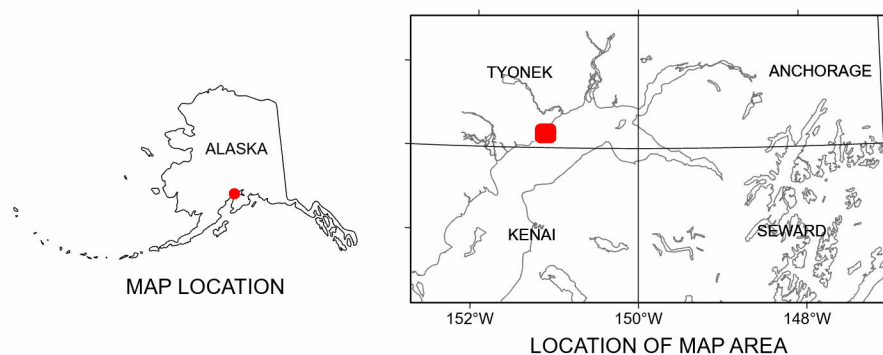 ALASKA
MAP LOCATION
TYONEK
ANCHORAGE
KENAI
SEWARD
152°W
150°W
148°W
LOCATION OF MAP AREA